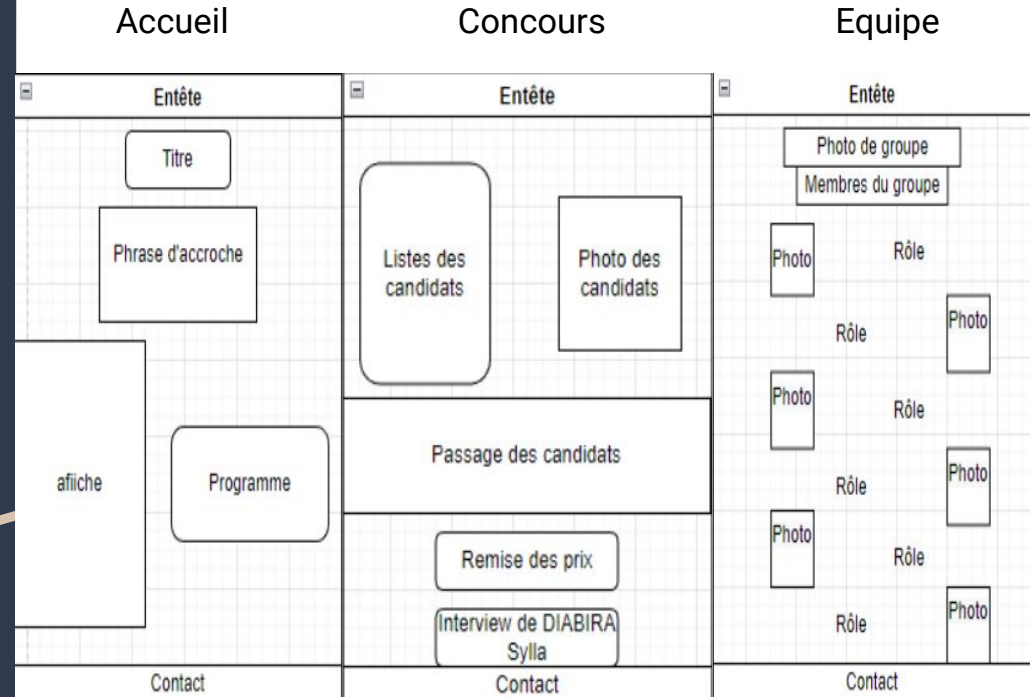 Accueil
Concours
Equipe
Entête
Titre
Phrase d'accroche
afiiche
Programme
Contact
Entête
Listes des
candidats
Photo des
candidats
Passage des candidats
Remise des prix
Interview de DIABIRA
Sylla
Contact
Entête
Photo de groupe
Membres du groupe
Photo
Rôle
Rôle
Photo
Photo
Rôle
Rôle
Photo
Photo
Rôle
Rôle
Photo
Contact